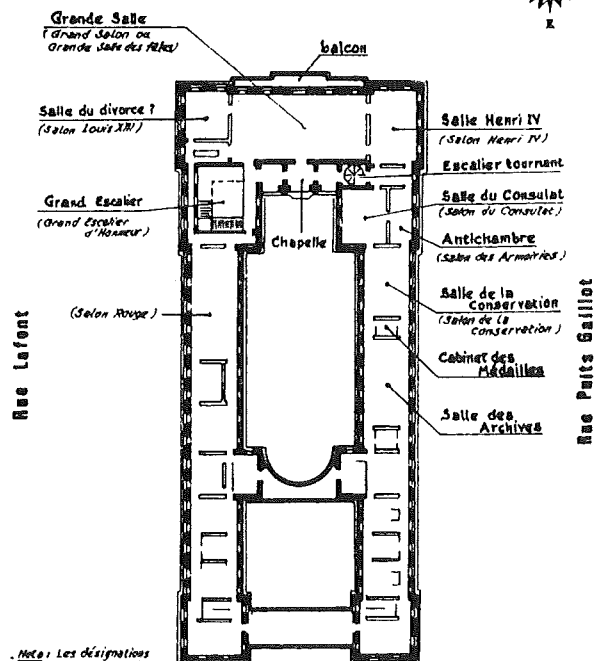 E
Grande Salle
(Grand Salon ou
Grande Salle des Fêtes)
balcon
Salle du divorce ?
(Salon Louis XIII)
Salle Henri IV
(Salon Henri IV)
Escalier tournant
Grand Escalier
(Grand Escalier
d'Honneur)
Salle du Consulat
(Salon du Consulat)
Chapelle
Antichambre
(Salon des Armoiries)
(Salon Rouge)
Salle de la
Conservation
(Salon de la
Conservation)
Cabinet des
Médailles
Salle des
Archives
Rue Lafont
Rue Puits Gaillot
. Nota : Les désignations